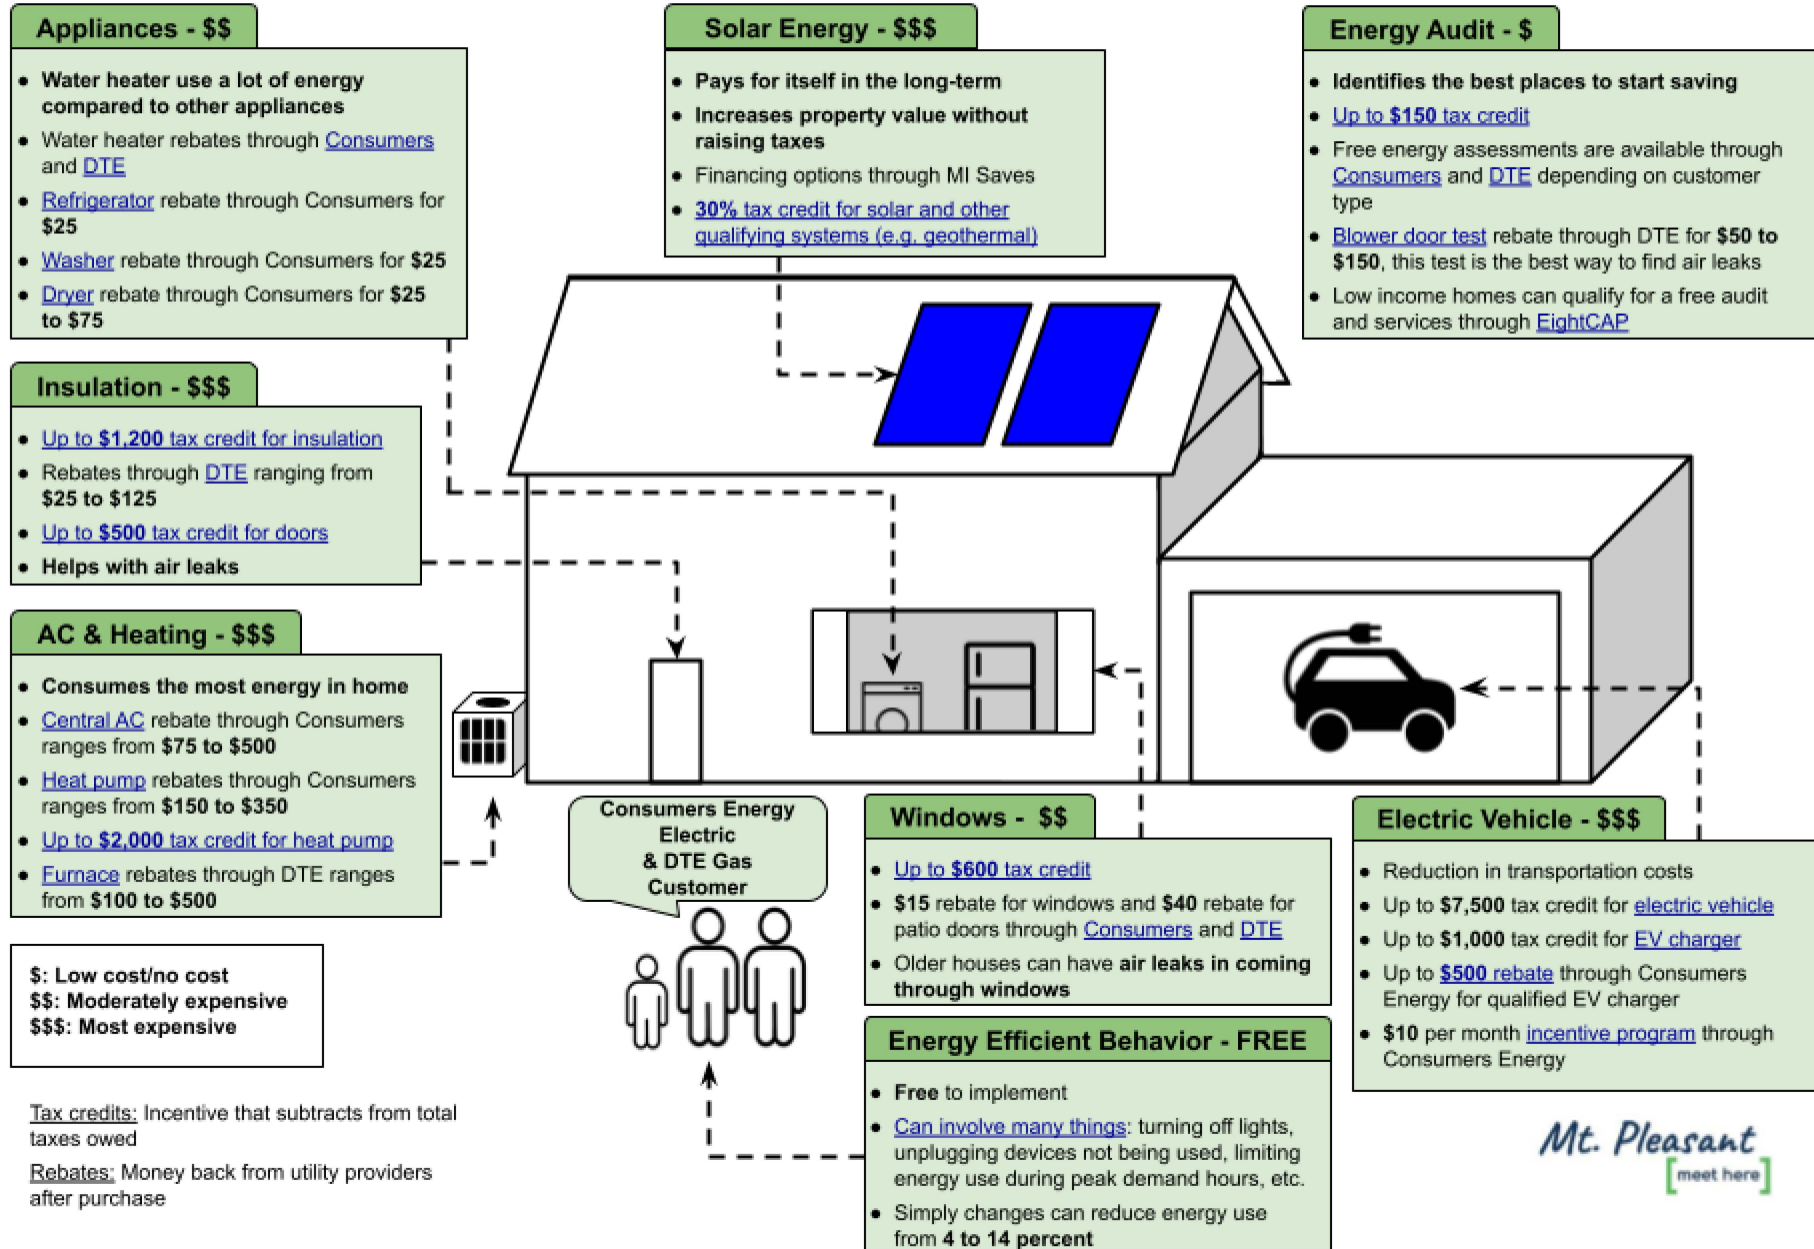 Appliances - $$
● Water heater use a lot of energy
compared to other appliances
● Water heater rebates through Consumers
and DTE
● Refrigerator rebate through Consumers for
$25
● Washer rebate through Consumers for $25
● Dryer rebate through Consumers for $25
to $75
Insulation - $$$
● Up to $1,200 tax credit for insulation
● Rebates through DTE ranging from
$25 to $125
● Up to $500 tax credit for doors
● Helps with air leaks
AC & Heating - $$$
● Consumes the most energy in home
● Central AC rebate through Consumers
ranges from $75 to $500
● Heat pump rebates through Consumers
ranges from $150 to $350
● Up to $2,000 tax credit for heat pump
● Furnace rebates through DTE ranges
from $100 to $500
$: Low cost/no cost
$$: Moderately expensive
$$$: Most expensive
Tax credits: Incentive that subtracts from total
taxes owed
Rebates: Money back from utility providers
after purchase
Solar Energy - $$$
● Pays for itself in the long-term
● Increases property value without
raising taxes
● Financing options through MI Saves
● 30% tax credit for solar and other
qualifying systems (e.g. geothermal)
Energy Audit - $
● Identifies the best places to start saving
● Up to $150 tax credit
● Free energy assessments are available through
Consumers and DTE depending on customer
type
● Blower door test rebate through DTE for $50 to
$150, this test is the best way to find air leaks
● Low income homes can qualify for a free audit
and services through EightCAP
Consumers Energy
Electric
& DTE Gas
Customer
Windows - $$
● Up to $600 tax credit
● $15 rebate for windows and $40 rebate for
patio doors through Consumers and DTE
● Older houses can have air leaks in coming
through windows
Energy Efficient Behavior - FREE
● Free to implement
● Can involve many things: turning off lights,
unplugging devices not being used, limiting
energy use during peak demand hours, etc.
● Simply changes can reduce energy use
from 4 to 14 percent
Electric Vehicle - $$$
● Reduction in transportation costs
● Up to $7,500 tax credit for electric vehicle
● Up to $1,000 tax credit for EV charger
● Up to $500 rebate through Consumers
Energy for qualified EV charger
● $10 per month incentive program through
Consumers Energy
Mt. Pleasant
[meet here]